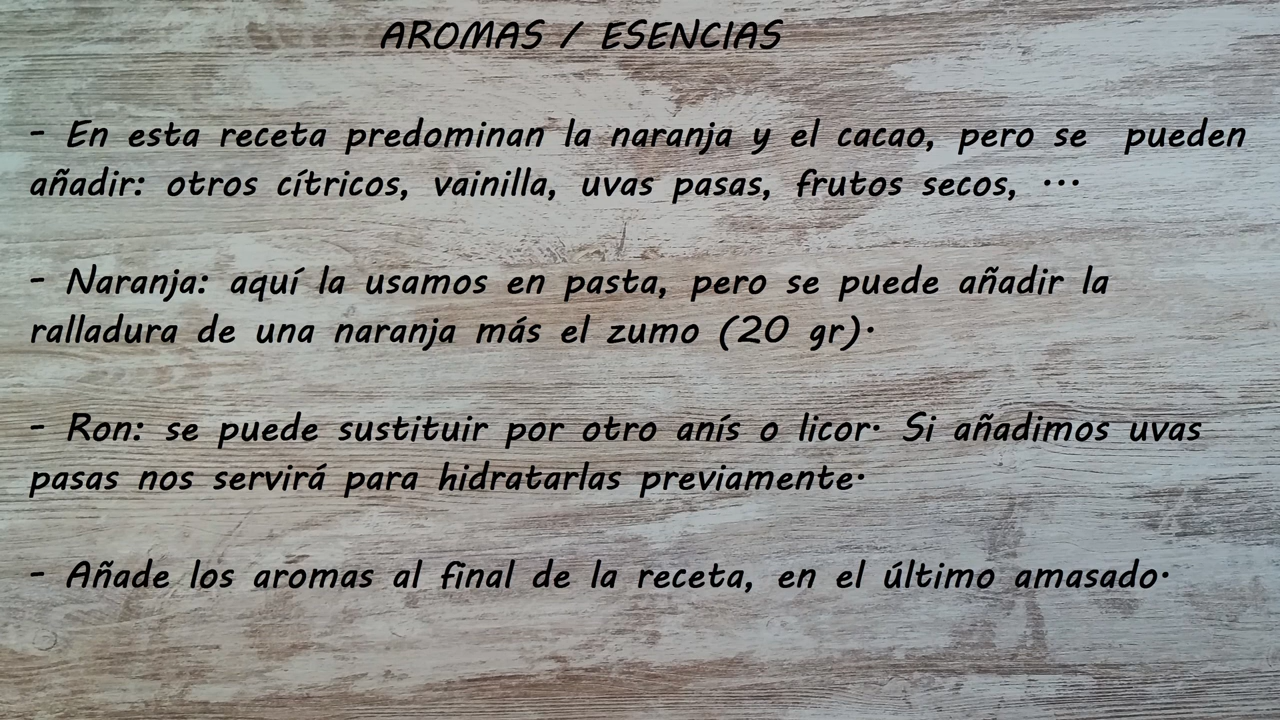 AROMAS / ESENCIAS
- En esta receta predominan la naranja y el cacao, pero se pueden
añadir: otros cítricos, vainilla, uvas pasas, frutos secos, ...
- Naranja: aquí la usamos en pasta, pero se puede añadir la
ralladura de una naranja más el zumo (20 gr).
- Ron: se puede sustituir por otro anís o licor. Si añadimos uvas
pasas nos servirá para hidratarlas previamente.
- Añade los aromas al final de la receta, en el último amasado.